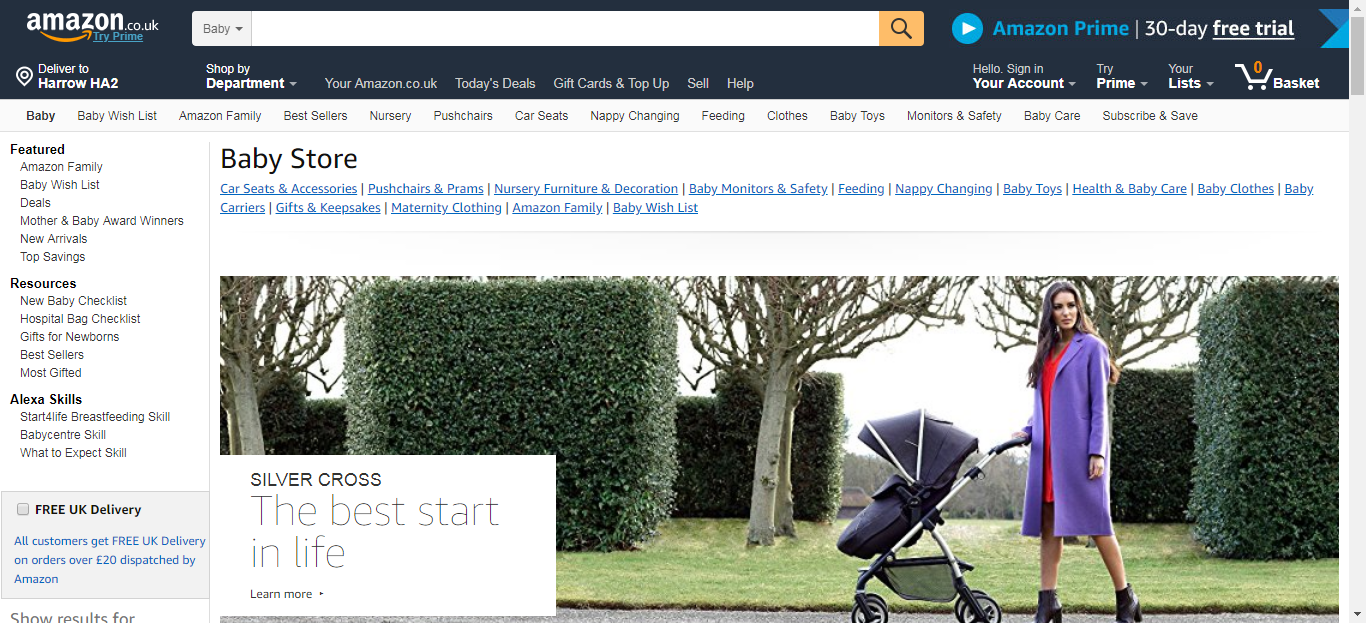 amazon.co.uk
Try Prime
Baby
Amazon Prime | 30-day free trial
Deliver to
Harrow HA2
Shop by
Department
Your Amazon.co.uk
Today's Deals
Gift Cards & Top Up
Sell
Help
Hello. Sign in
Your Account
Try
Prime
Your
Lists
0
Basket
Baby
Baby Wish List
Amazon Family
Best Sellers
Nursery
Pushchairs
Car Seats
Nappy Changing
Feeding
Clothes
Baby Toys
Monitors & Safety
Baby Care
Subscribe & Save
Featured
Amazon Family
Baby Wish List
Deals
Mother & Baby Award Winners
New Arrivals
Top Savings
Resources
New Baby Checklist
Hospital Bag Checklist
Gifts for Newborns
Best Sellers
Most Gifted
Alexa Skills
Start4life Breastfeeding Skill
Babycentre Skill
What to Expect Skill
FREE UK Delivery
All customers get FREE UK Delivery
on orders over £20 dispatched by
Amazon
Show results for
Baby Store
Car Seats & Accessories | Pushchairs & Prams | Nursery Furniture & Decoration | Baby Monitors & Safety | Feeding | Nappy Changing | Baby Toys | Health & Baby Care | Baby Clothes | Baby
Carriers | Gifts & Keepsakes | Maternity Clothing | Amazon Family | Baby Wish List
SILVER CROSS
The best start
in life
Learn more